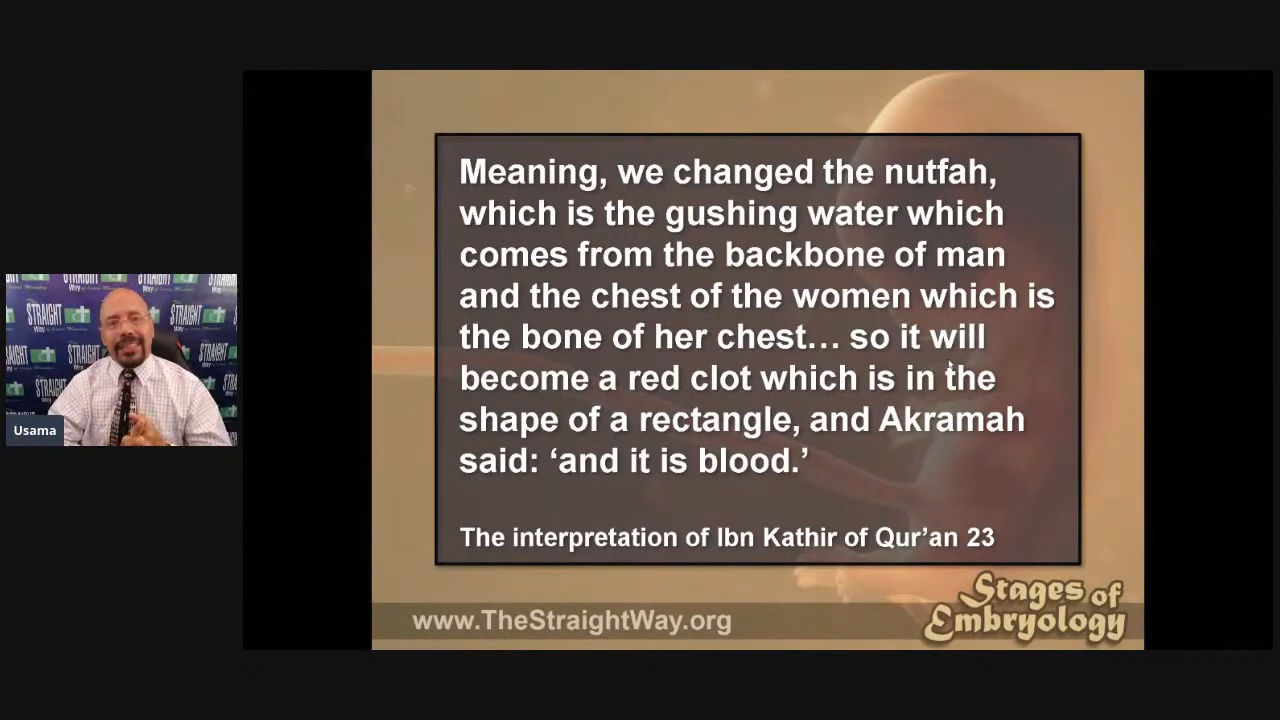 Meaning, we changed the nutfah,
which is the gushing water which
comes from the backbone of man
and the chest of the women which is
the bone of her chest… so it will
become a red clot which is in the
shape of a rectangle, and Akramah
said: ‘and it is blood.’
The interpretation of Ibn Kathir of Qur’an 23
www.TheStraightWay.org
Stages of
Embryology
STRAIGHT
Way
Usama